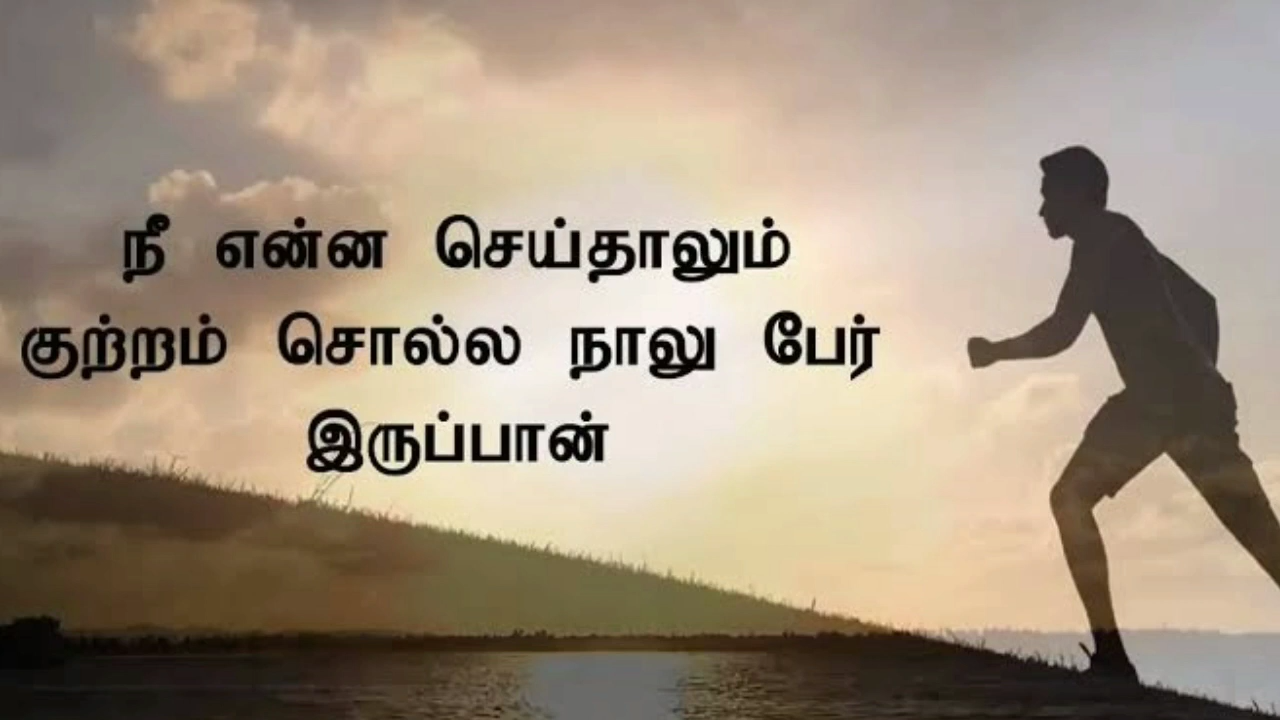 நீ என்ன செய்தாலும்
குற்றம் சொல்ல நாலு பேர்
இருப்பான்